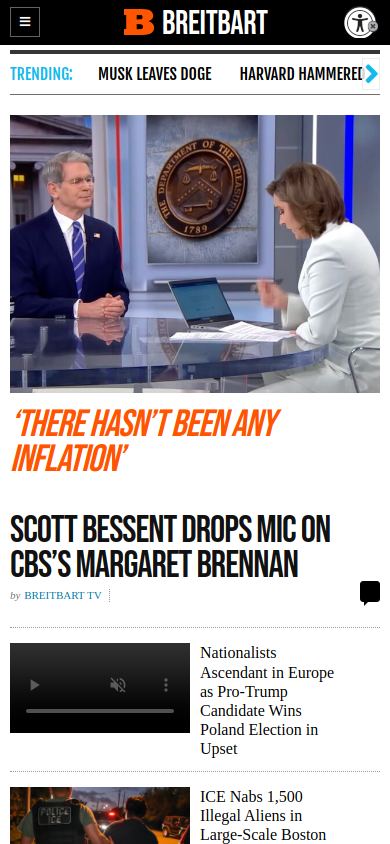 BREITBART
TRENDING:
MUSK LEAVES DOGE
HARVARD HAMMERED
THE DEPARTMENT OF THE TREASURY
1789
‘THERE HASN’T BEEN ANY
INFLATION’
SCOTT BESSENT DROPS MIC ON
CBS’S MARGARET BRENNAN
by BREITBART TV
Nationalists
Ascendant in Europe
as Pro-Trump
Candidate Wins
Poland Election in
Upset
POLICE
ICE
ICE Nabs 1,500
Illegal Aliens in
Large-Scale Boston